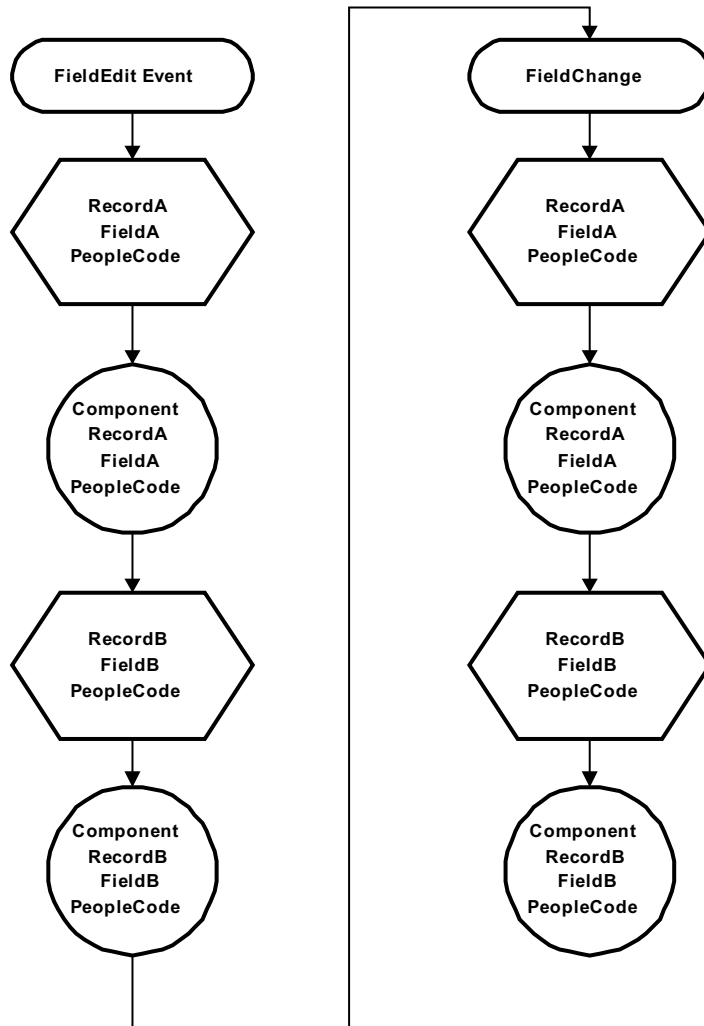 FieldEdit Event
RecordA
FieldA
PeopleCode
Component
RecordA
FieldA
PeopleCode
RecordB
FieldB
PeopleCode
Component
RecordB
FieldB
PeopleCode
FieldChange
RecordA
FieldA
PeopleCode
Component
RecordA
FieldA
PeopleCode
RecordB
FieldB
PeopleCode
Component
RecordB
FieldB
PeopleCode